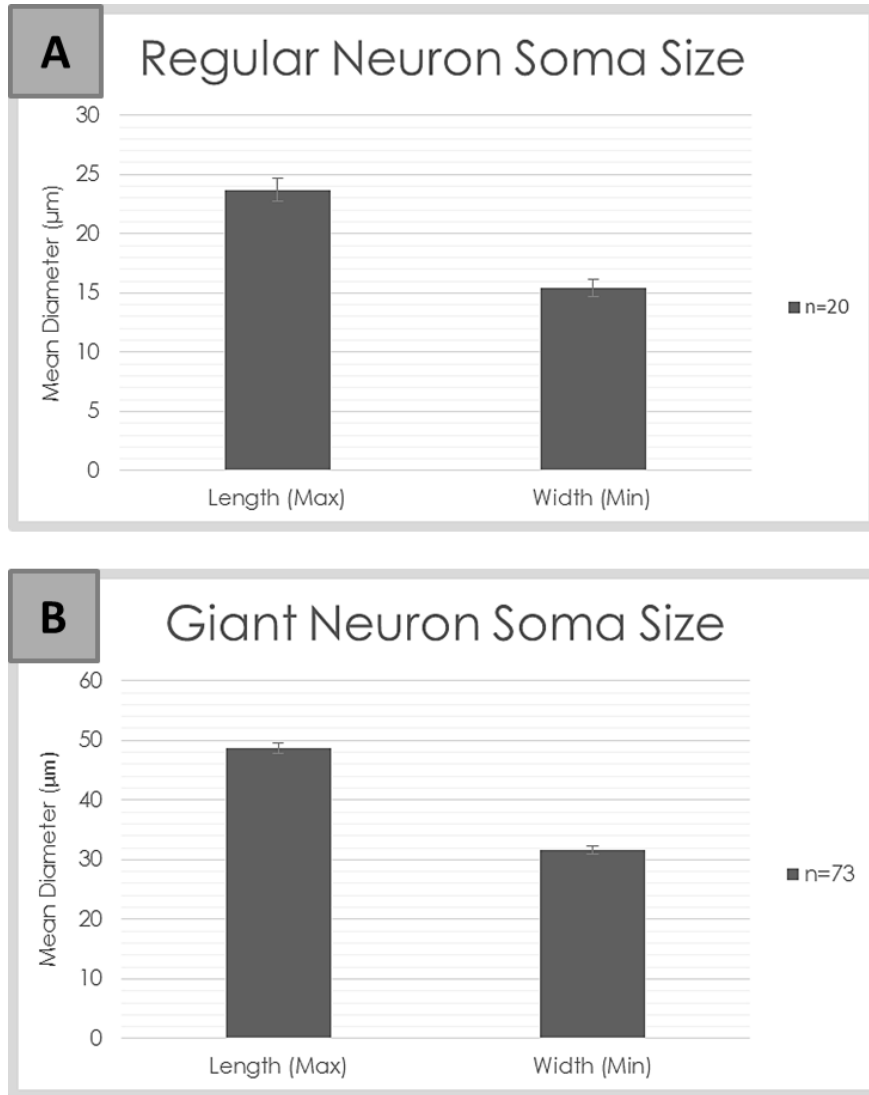 A
Regular Neuron Soma Size
30
25
20
15
10
5
0
Mean Diameter (µm)
Length (Max)
Width (Min)
n=20
B
Giant Neuron Soma Size
60
50
40
30
20
10
0
Mean Diameter (µm)
Length (Max)
Width (Min)
n=73